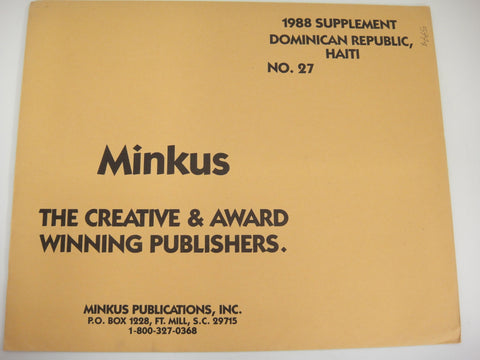 1988 SUPPLEMENT
DOMINICAN REPUBLIC,
HAITI
NO. 27
Minkus
THE CREATIVE & AWARD
WINNING PUBLISHERS.
MINKUS PUBLICATIONS, INC.
P.O. BOX 1228, FT. MILL, S.C. 29715
1-800-327-0368